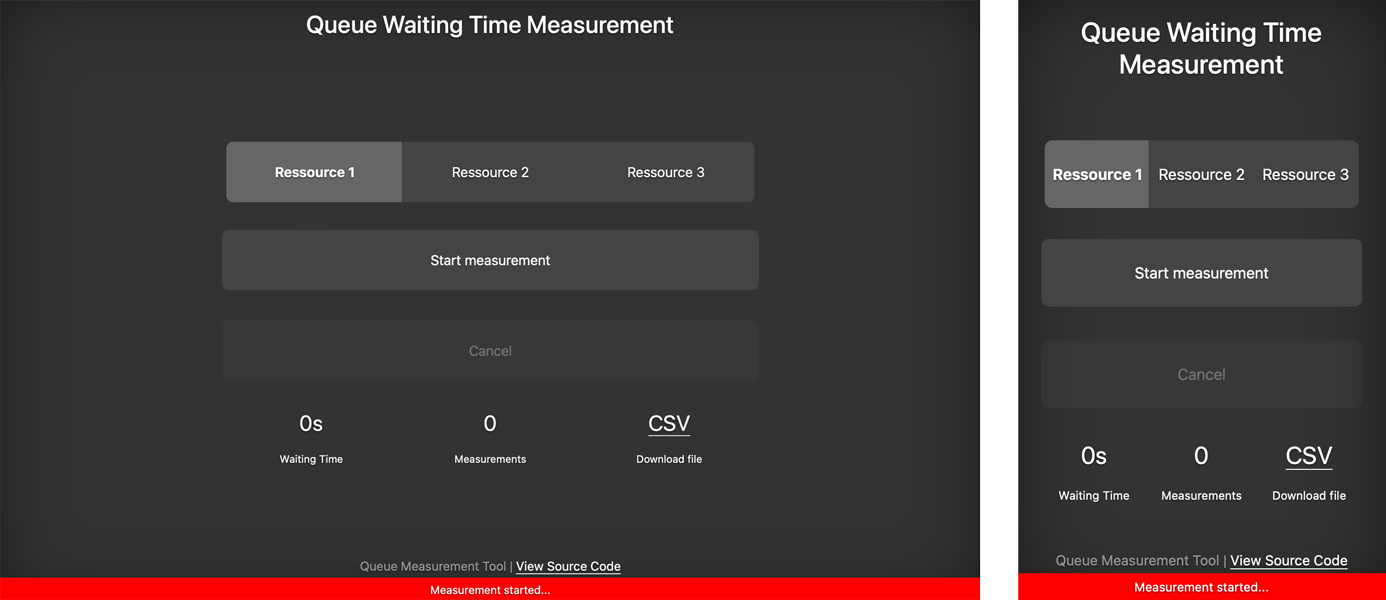 Queue Waiting Time Measurement
Ressource 1 Ressource 2 Ressource 3
Start measurement
Cancel
0s 0 CSV
Waiting Time Measurements Download file
Queue Measurement Tool | View Source Code
Measurement started...
Queue Waiting Time
Measurement
Ressource 1 Ressource 2 Ressource 3
Start measurement
Cancel
0s 0 CSV
Waiting Time Measurements Download file
Queue Measurement Tool | View Source Code
Measurement started...